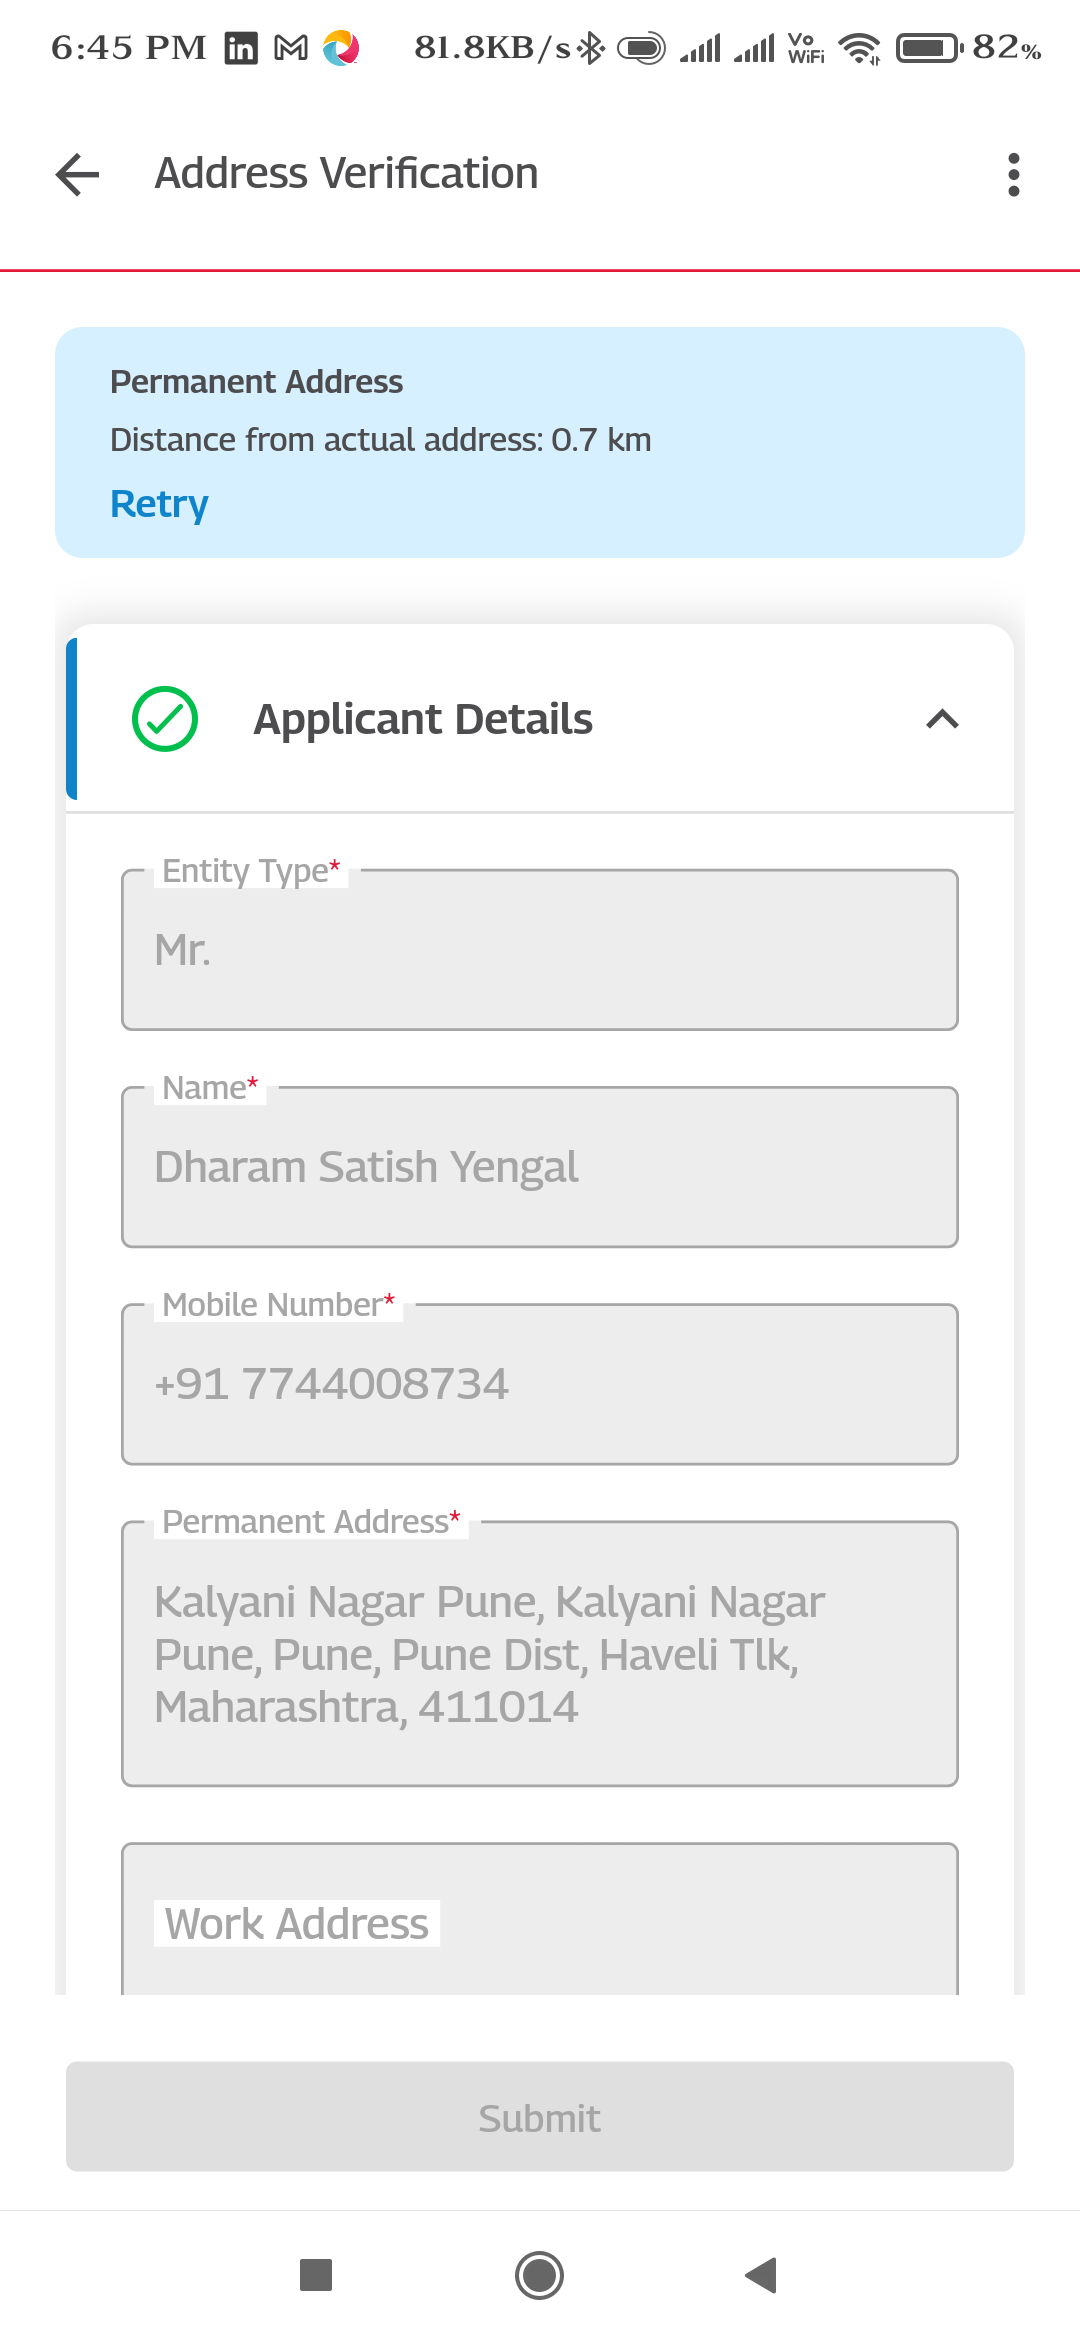 6:45 PM in 81.8KB/s Vo WiFi 82%
Address Verification
Permanent Address
Distance from actual address: 0.7 km
Retry
Applicant Details
Entity Type*
Mr.
Name*
Dharam Satish Yengal
Mobile Number*
+91 7744008734
Permanent Address*
Kalyani Nagar Pune, Kalyani Nagar
Pune, Pune, Pune Dist, Haveli Tlk,
Maharashtra, 411014
Work Address
Submit